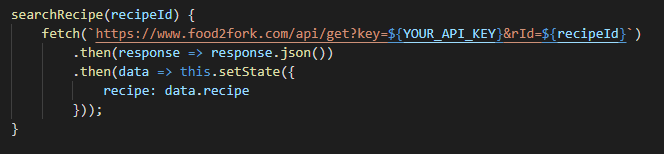 searchRecipe(recipeId) {
    fetch(`https://www.food2fork.com/api/get?key=${YOUR_API_KEY}&rId=${recipeId}`)
        .then(response => response.json())
        .then(data => this.setState({
            recipe: data.recipe
        }));
}